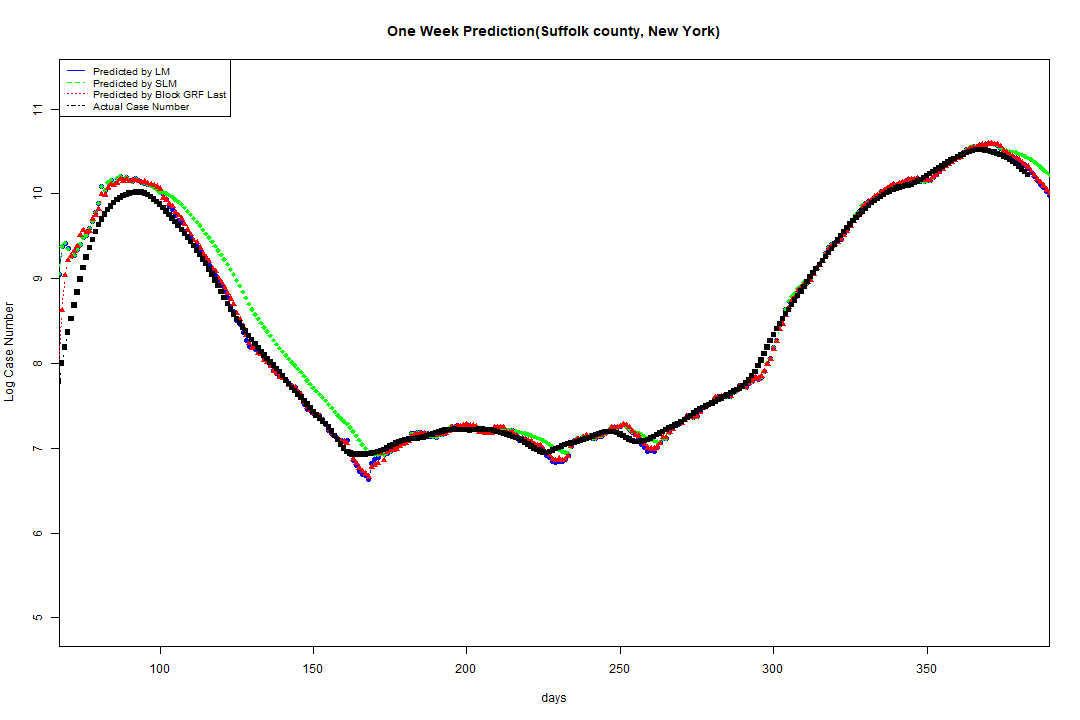 One Week Prediction(Suffolk county, New York)
Predicted by LM
Predicted by SLM
Predicted by Block GRF Last
Actual Case Number
11
10
9
8
7
6
5
Log Case Number
100
150
200
250
300
350
days